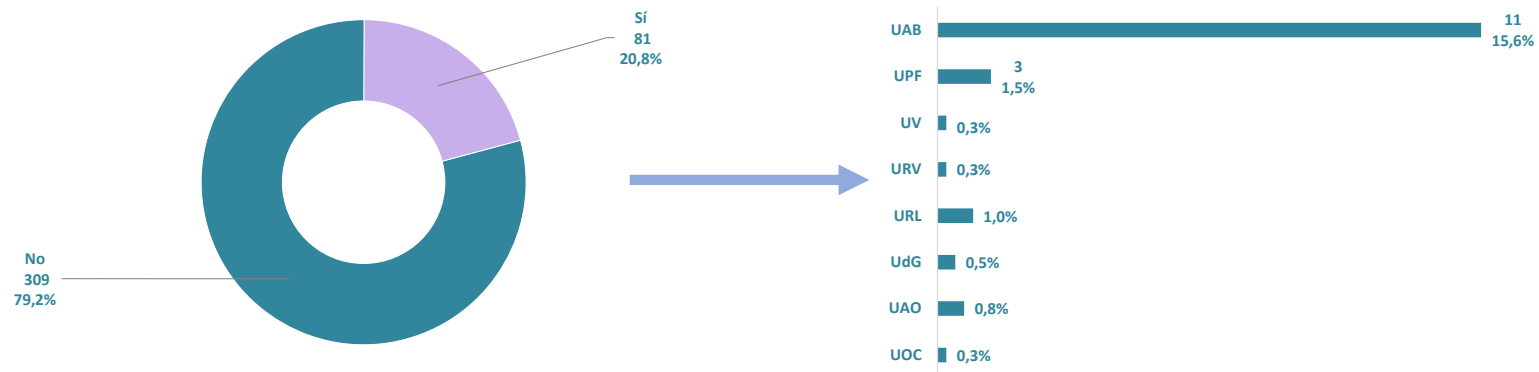 Sí
81
20,8%
No
309
79,2%
UAB
11
15,6%
UPF
3
1,5%
UV
0,3%
URV
0,3%
URL
1,0%
UdG
0,5%
UAO
0,8%
UOC
0,3%